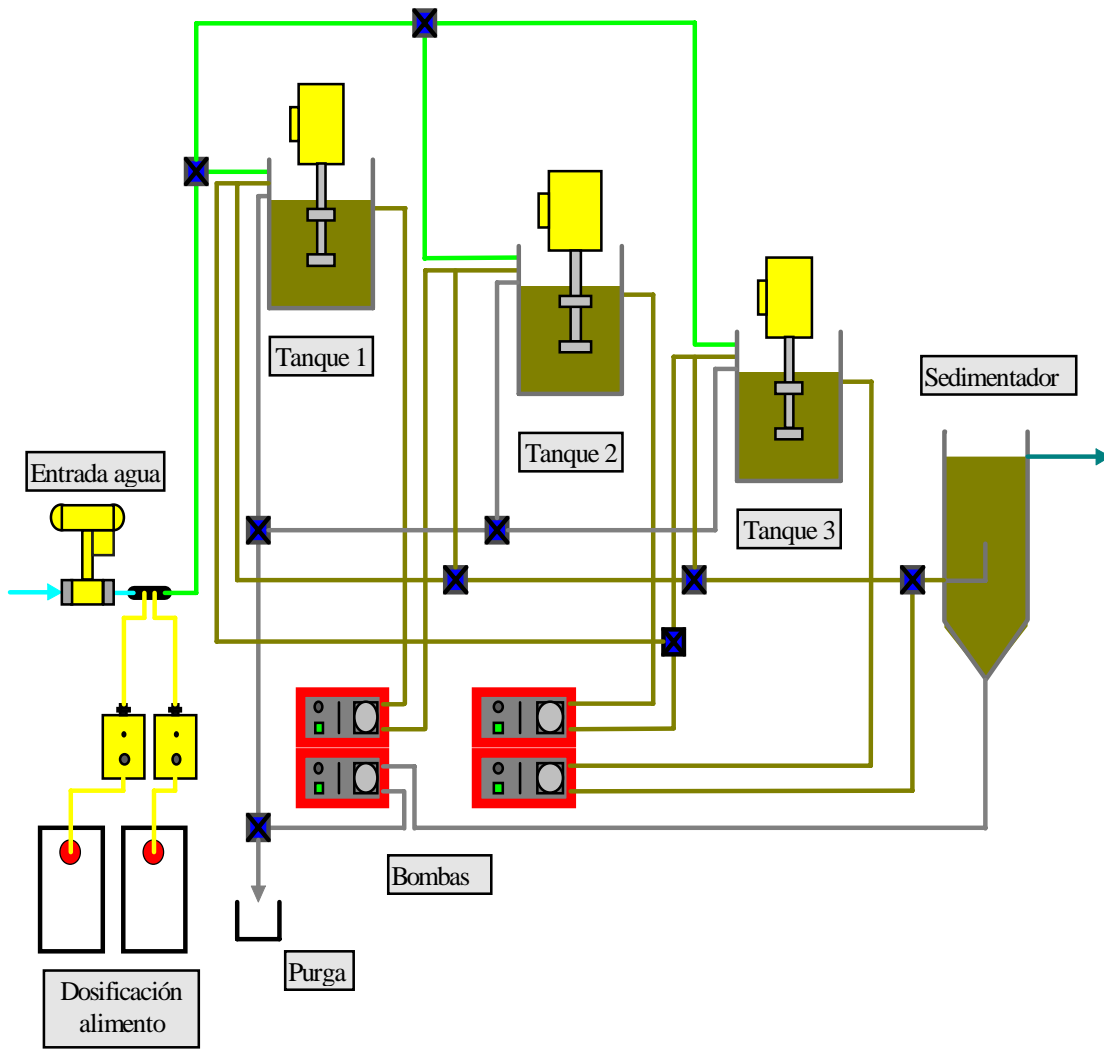 Tanque 1
Tanque 2
Sedimentador
Tanque 3
Entrada agua
Bombas
Purga
Dosificación
alimento